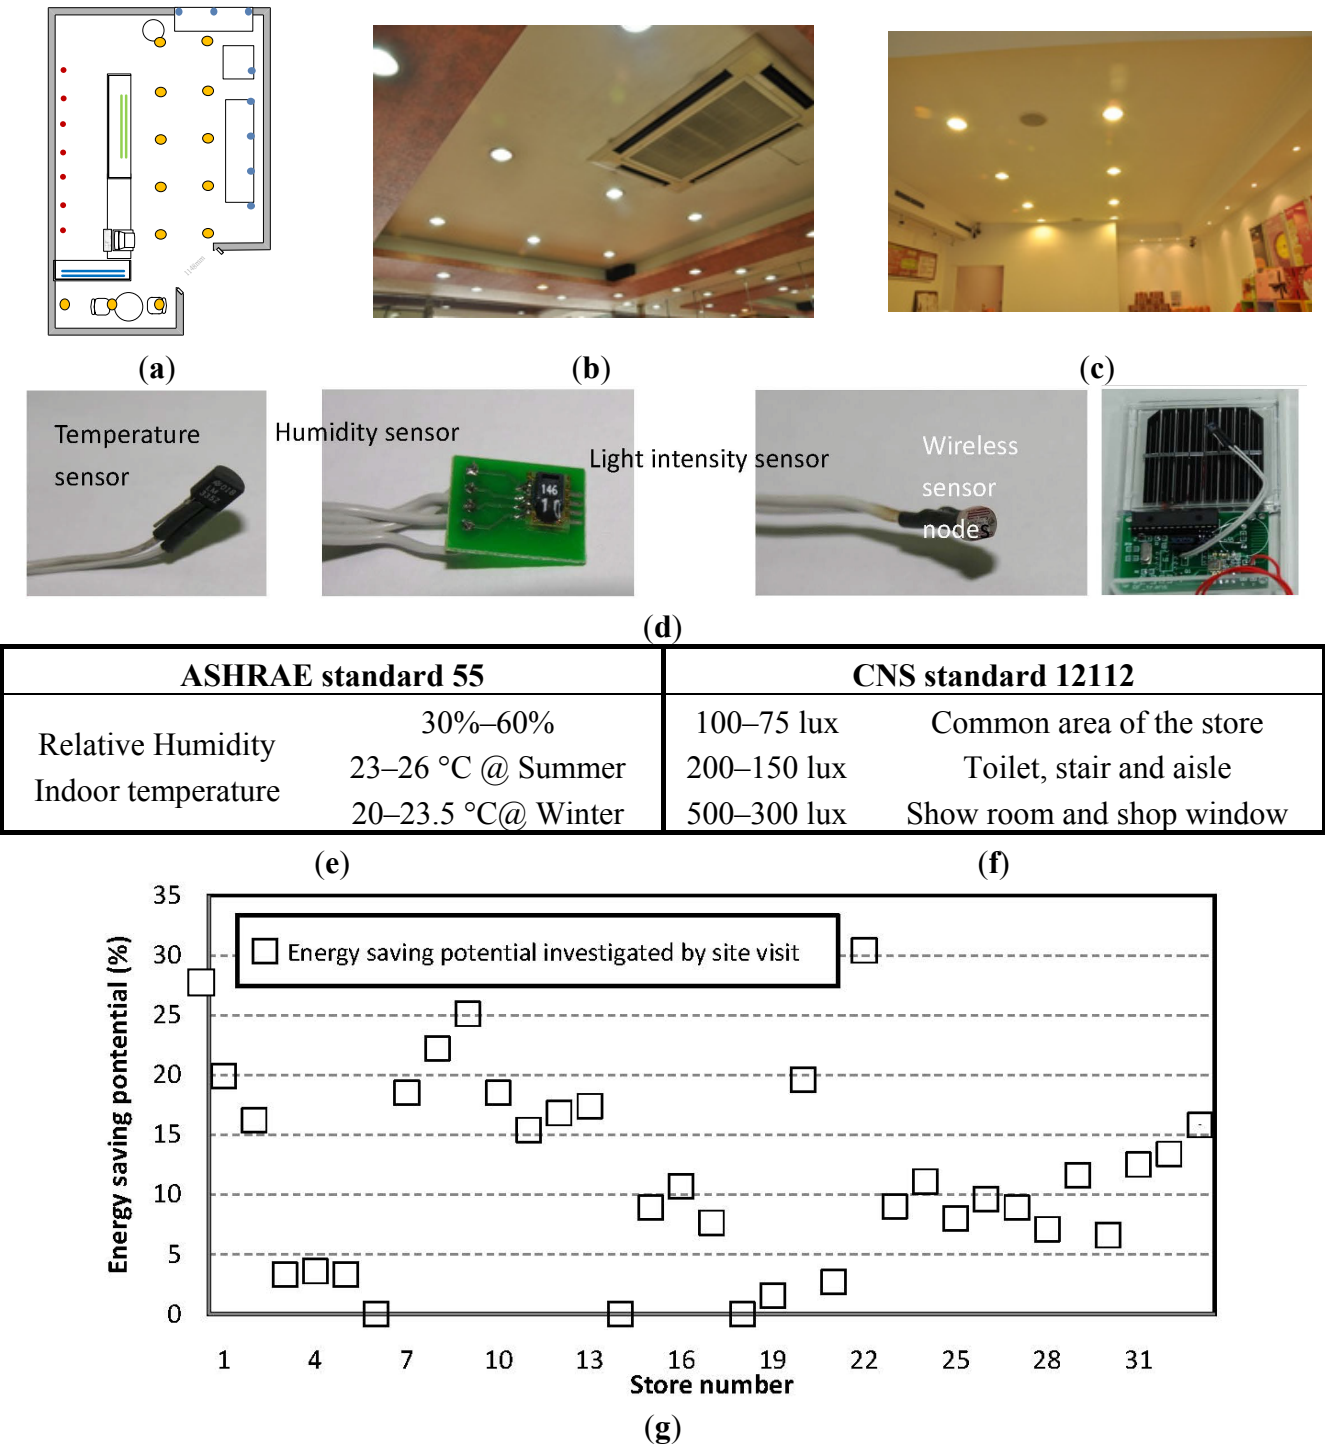 1146mm
(a)
(b)
(c)
Temperature
sensor
Humidity sensor
Light intensity sensor
Wireless
sensor
nodes
146
(d)
ASHRAE standard 55
CNS standard 12112
Relative Humidity
Indoor temperature
30%–60%
23–26 °C @ Summer
20–23.5 °C@ Winter
100–75 lux Common area of the store
200–150 lux Toilet, stair and aisle
500–300 lux Show room and shop window
(e)
(f)
Energy saving pontential (%)
35
30
25
20
15
10
5
0
Energy saving potential investigated by site visit
1 4 7 10 13 16 19 22 25 28 31
Store number
(g)